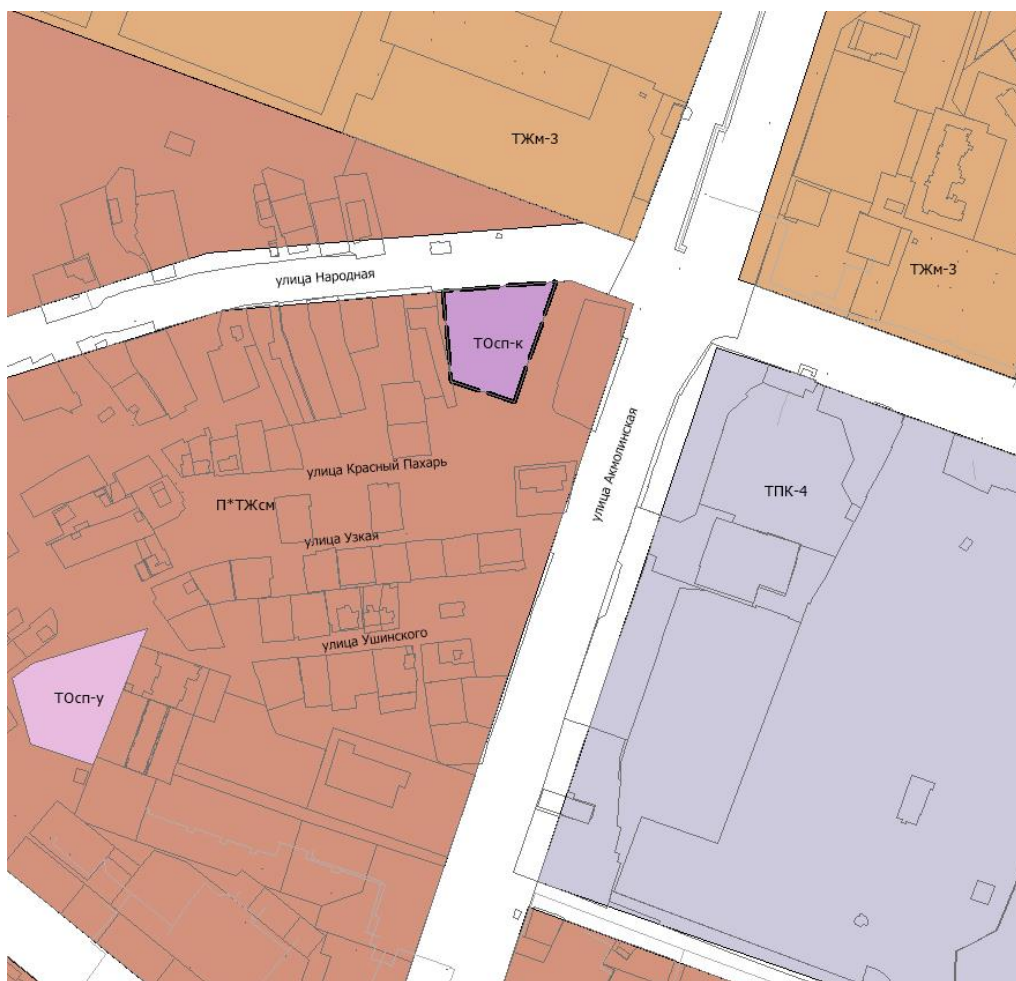 ТЖм-3
ТЖм-3
улица Народная
ТОсп-к
улица Акмолинская
улица Красный Пахарь
ТПК-4
П*ТЖсм
улица Узкая
улица Ушинского
ТОсп-у